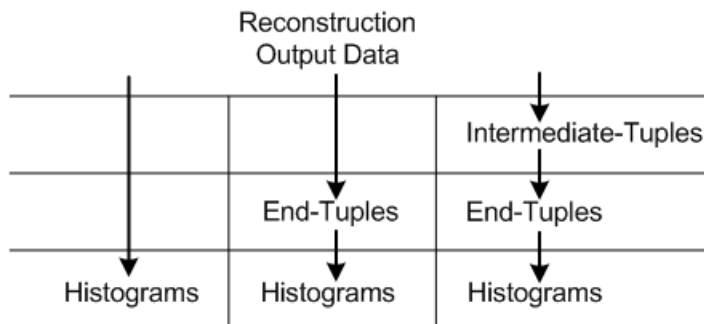 Reconstruction
Output Data
Intermediate-Tuples
End-Tuples
End-Tuples
Histograms
Histograms
Histograms